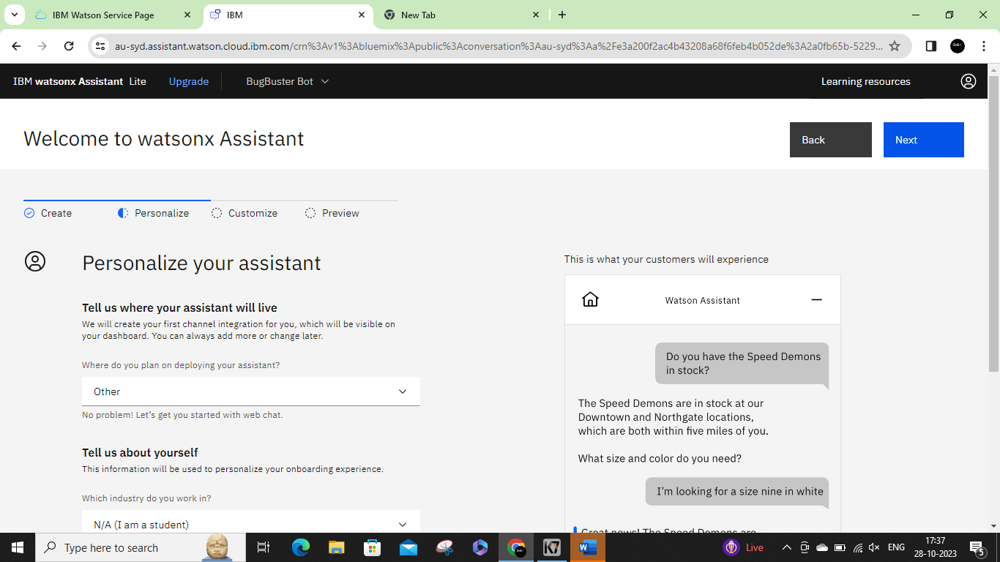 IBM Watson Service Page
IBM
New Tab
au-syd.assistant.watson.cloud.ibm.com/crn%3Av1%3Abluemix%3Apublic%3Aconversation%3Aau-syd%3Aa%2Fe3a200f2ac4b43208a68f6feb4b052de%3A2a0fb65b-5229...
IBM watsonx Assistant Lite Upgrade BugBuster Bot Learning resources
Welcome to watsonx Assistant
Back Next
Create Personalize Customize Preview
Personalize your assistant
Tell us where your assistant will live
We will create your first channel integration for you, which will be visible on
your dashboard. You can always add more or change later.
Where do you plan on deploying your assistant?
Other
No problem! Let's get you started with web chat.
Tell us about yourself
This information will be used to personalize your onboarding experience.
Which industry do you work in?
N/A (I am a student)
This is what your customers will experience
Watson Assistant
Do you have the Speed Demons
in stock?
The Speed Demons are in stock at our
Downtown and Northgate locations,
which are both within five miles of you.
What size and color do you need?
I'm looking for a size nine in white
Great news! The Speed Demons are
Type here to search
Live
ENG
17:37
28-10-2023
5